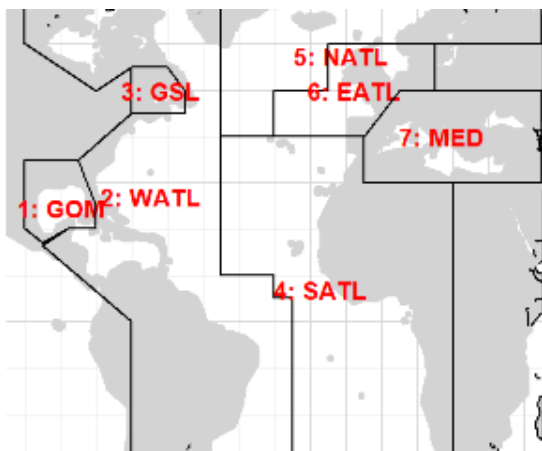 5: NATL
3: GSL
6: EATL
7: MED
2: WATL
1: GOM
4: SATL